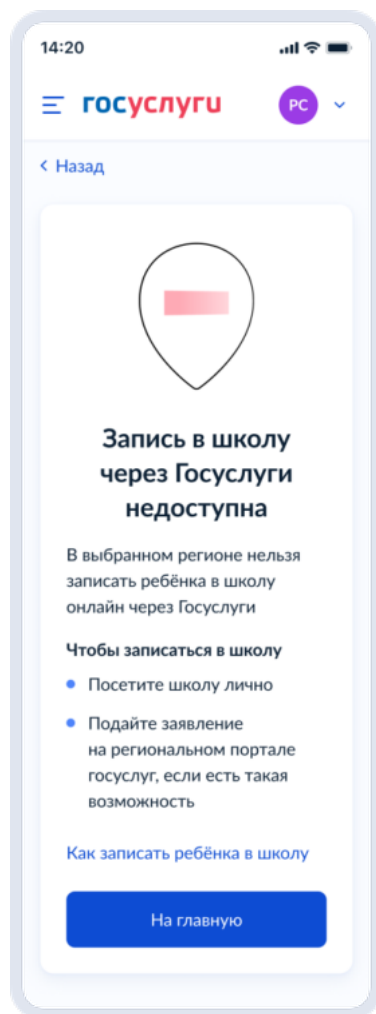 14:20
госуслуги
РС
Назад
Запись в школу
через Госуслуги
недоступна
В выбранном регионе нельзя
записать ребёнка в школу
онлайн через Госуслуги
Чтобы записаться в школу
Посетите школу лично
Подайте заявление
на региональном портале
госуслуг, если есть такая
возможность
Как записать ребёнка в школу
На главную